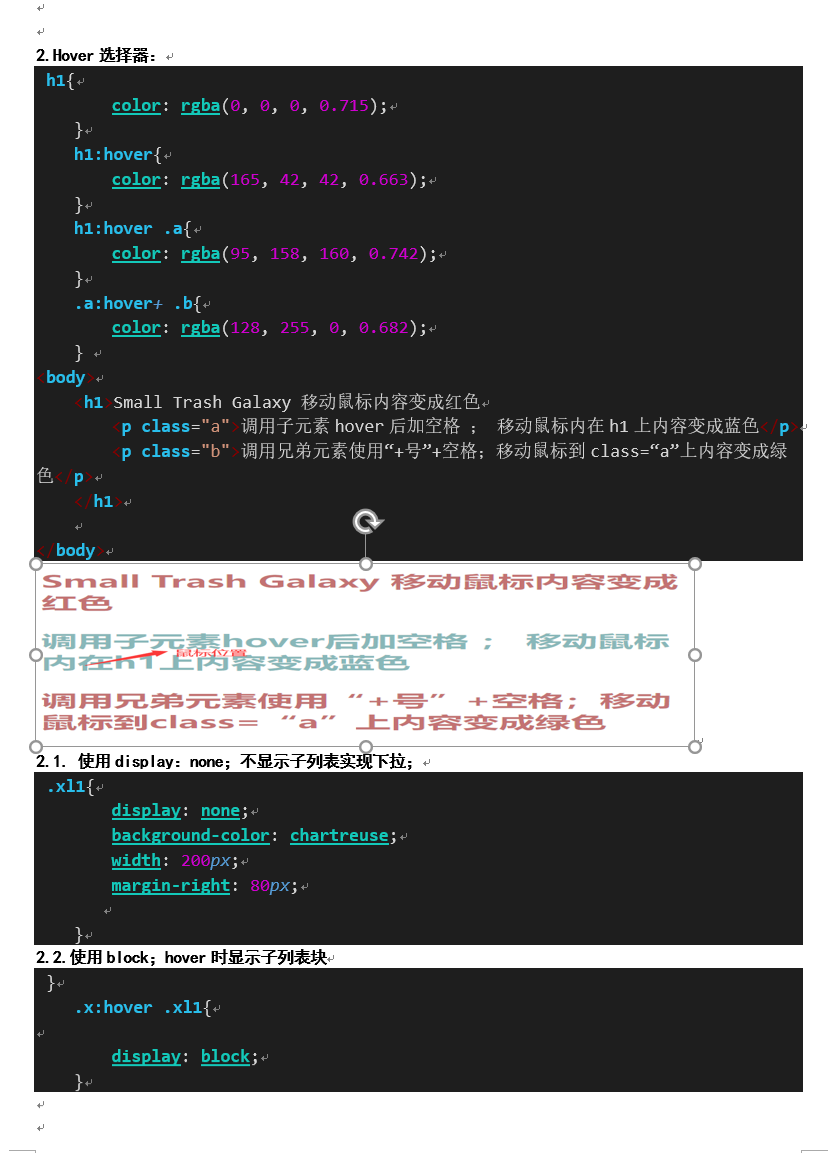 2.Hover 选择器：
h1{
color: rgba(0, 0, 0, 0.715);
}
h1:hover{
color: rgba(165, 42, 42, 0.663);
}
h1:hover .a{
color: rgba(95, 158, 160, 0.742);
}
.a:hover+ .b{
color: rgba(128, 255, 0, 0.682);
}
<body>
<h1>Small Trash Galaxy 移动鼠标内容变成红色
<p class="a">调用子元素 hover 后加空格 ； 移动鼠标内在 h1 上内容变成蓝色</p>
<p class="b">调用兄弟元素使用“+号”+空格；移动鼠标到 class=“a”上内容变成绿
色</p>
</h1>
</body>
Small Trash Galaxy 移动鼠标内容变成
红色
调用子元素hover后加空格 ； 移动鼠标
鼠标位置
内在h1上内容变成蓝色
调用兄弟元素使用“+号”+空格；移动
鼠标到class=“a”上内容变成绿色
2.1. 使用 display：none；不显示子列表实现下拉；
.xl1{
display: none;
background-color: chartreuse;
width: 200px;
margin-right: 80px;
}
2.2.使用 block；hover 时显示子列表块
}
.x:hover .xl1{
display: block;
}